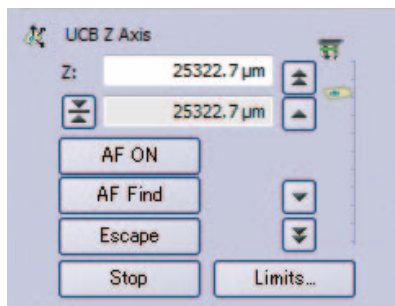 UCB Z Axis
Z: 25322.7 µm
25322.7 µm
AF ON
AF Find
Escape
Stop Limits...